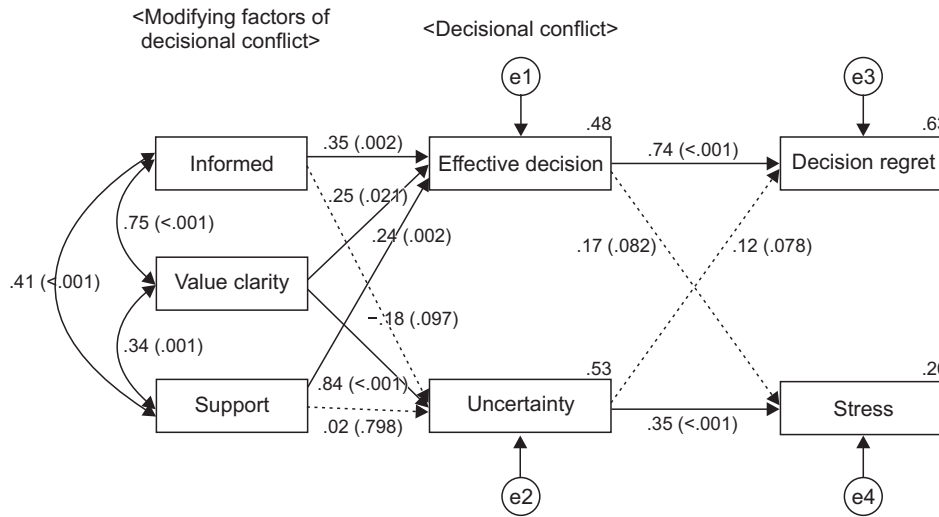 <Modifying factors of
decisional conflict>
<Decisional conflict>
e1
e3
.48
.63
Informed
.35 (.002)
Effective decision
.74 (<.001)
Decision regret
.25 (.021)
.24 (.002)
.75 (<.001)
.17 (.082)
.12 (.078)
.41 (<.001)
Value clarity
−.18 (.097)
.34 (.001)
.84 (<.001)
.53
.20
Support
Uncertainty
Stress
.02 (.798)
.35 (<.001)
e2
e4